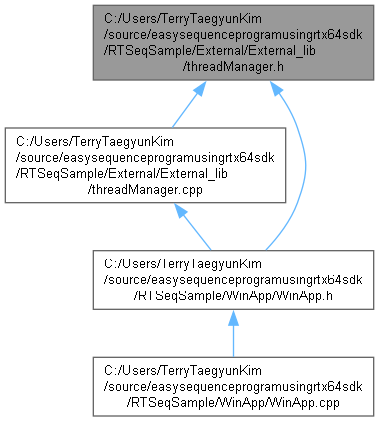 C:/Users/TerryTaegyunKim
/source/easysequenceprogramusingrtx64sdk
/RTSeqSample/External/External_lib
/threadManager.h
C:/Users/TerryTaegyunKim
/source/easysequenceprogramusingrtx64sdk
/RTSeqSample/External/External_lib
/threadManager.cpp
C:/Users/TerryTaegyunKim
/source/easysequenceprogramusingrtx64sdk
/RTSeqSample/WinApp/WinApp.h
C:/Users/TerryTaegyunKim
/source/easysequenceprogramusingrtx64sdk
/RTSeqSample/WinApp/WinApp.cpp